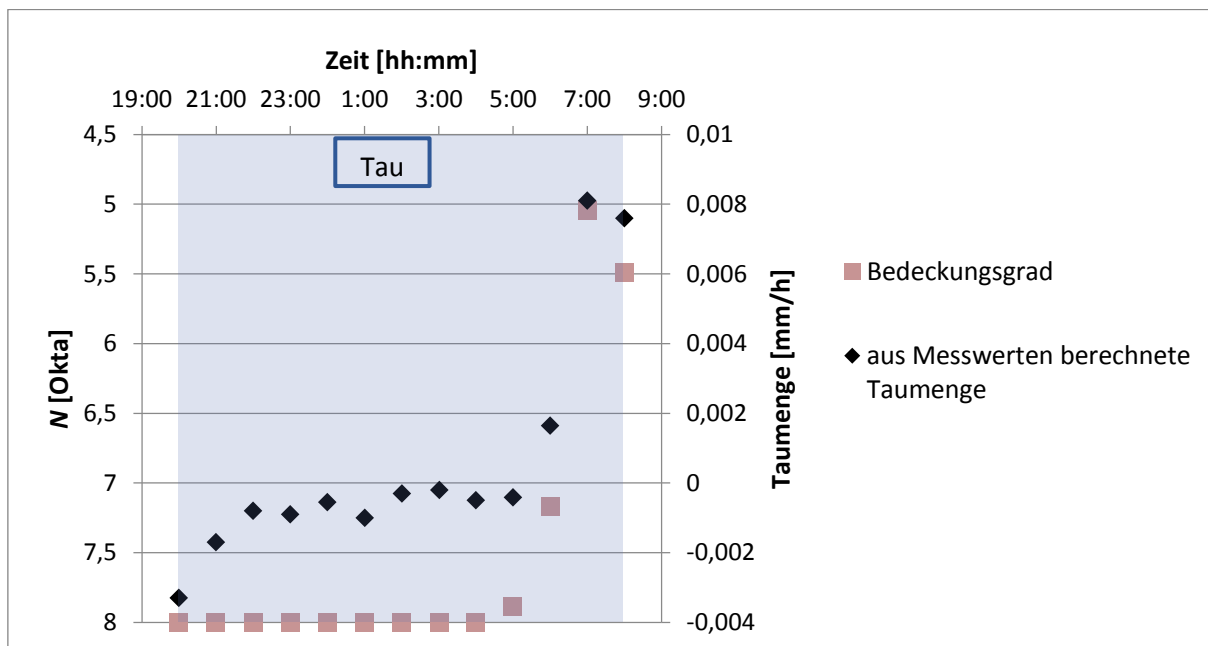 Zeit [hh:mm]
19:00 21:00 23:00 1:00 3:00 5:00 7:00 9:00
4,5 0,01
Tau
5 0,008
5,5 0,006
6 0,004
6,5 0,002
7 0
7,5 -0,002
8 -0,004
N [Okta]
Taumenge [mm/h]
Bedeckungsgrad
aus Messwerten berechnete
Taumenge